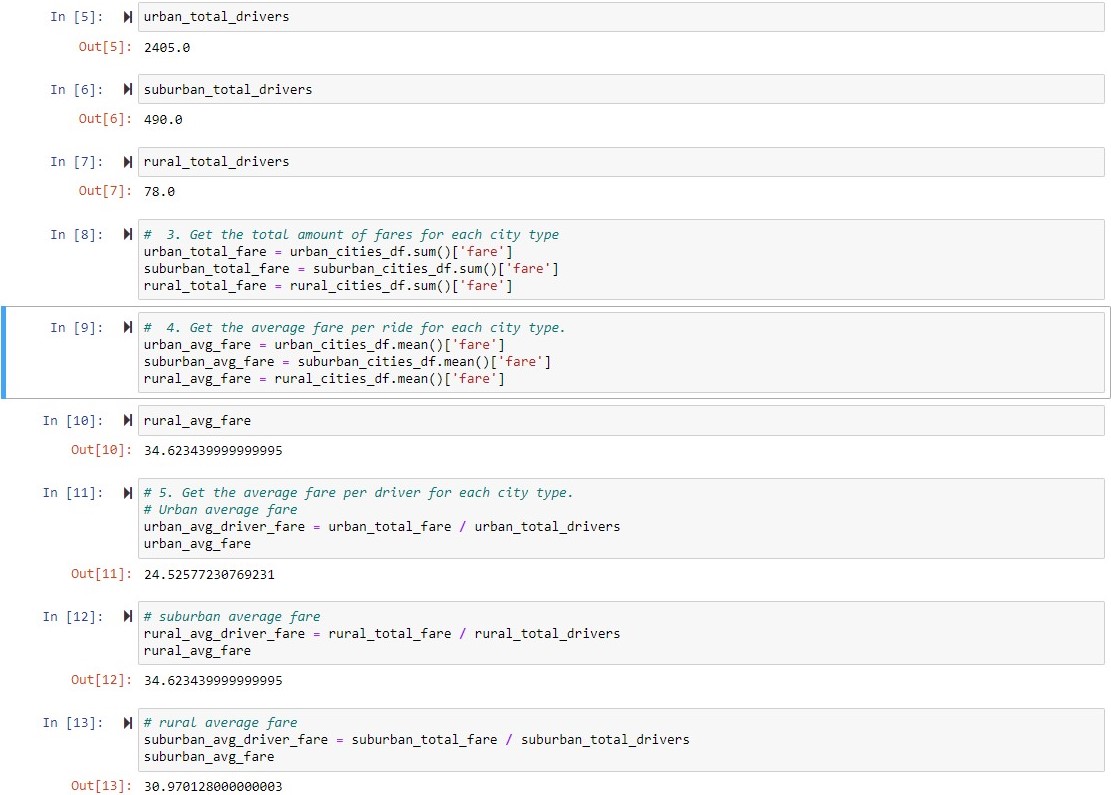 In [5]: urban_total_drivers
Out[5]: 2405.0
In [6]: suburban_total_drivers
Out[6]: 490.0
In [7]: rural_total_drivers
Out[7]: 78.0
In [8]: #  3. Get the total amount of fares for each city type
urban_total_fare = urban_cities_df.sum()['fare']
suburban_total_fare = suburban_cities_df.sum()['fare']
rural_total_fare = rural_cities_df.sum()['fare']
In [9]: #  4. Get the average fare per ride for each city type.
urban_avg_fare = urban_cities_df.mean()['fare']
suburban_avg_fare = suburban_cities_df.mean()['fare']
rural_avg_fare = rural_cities_df.mean()['fare']
In [10]: rural_avg_fare
Out[10]: 34.623439999999995
In [11]: # 5. Get the average fare per driver for each city type.
# Urban average fare
urban_avg_driver_fare = urban_total_fare / urban_total_drivers
urban_avg_fare
Out[11]: 24.52577230769231
In [12]: # suburban average fare
rural_avg_driver_fare = rural_total_fare / rural_total_drivers
rural_avg_fare
Out[12]: 34.623439999999995
In [13]: # rural average fare
suburban_avg_driver_fare = suburban_total_fare / suburban_total_drivers
suburban_avg_fare
Out[13]: 30.970128000000003